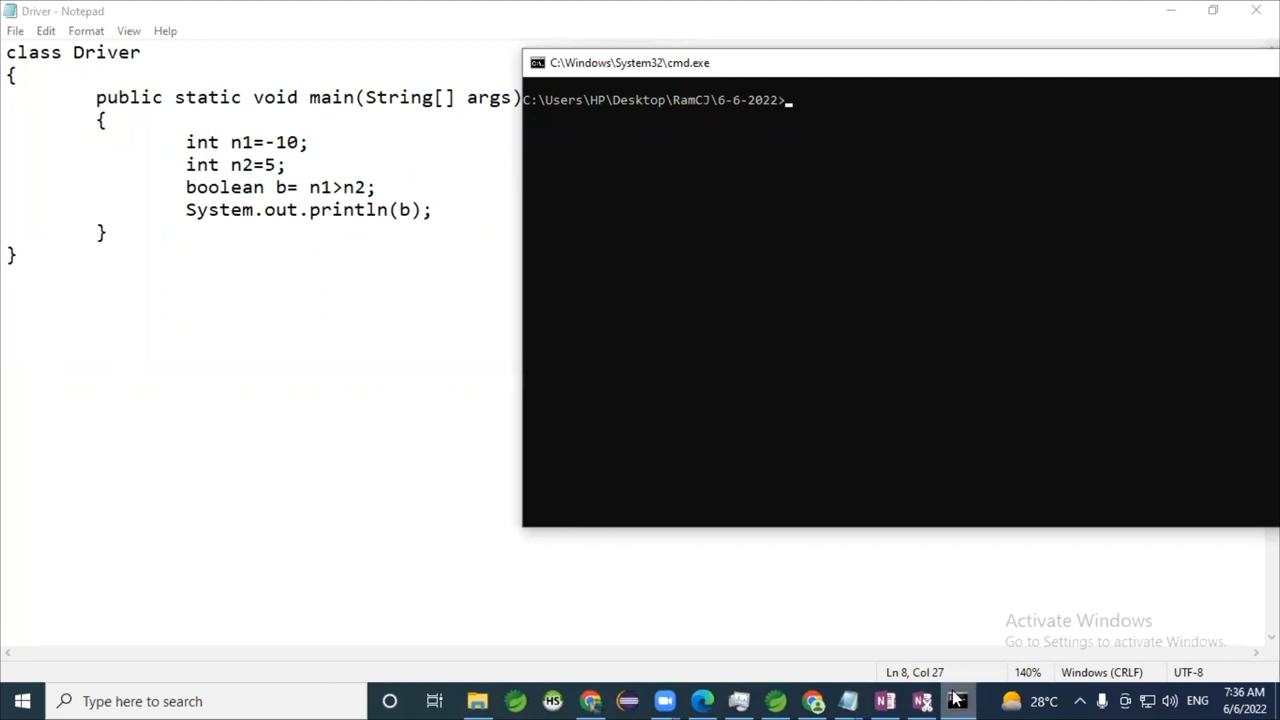 Driver - Notepad
File Edit Format View Help
class Driver
{
public static void main(String[] args)
{
int n1=-10;
int n2=5;
boolean b= n1>n2;
System.out.println(b);
}
}
C:\Windows\System32\cmd.exe
C:\Users\HP\Desktop\RamCJ\6-6-2022>
Activate Windows
Go to Settings to activate Windows.
Ln 8, Col 27 140% Windows (CRLF) UTF-8
Type here to search
HS
28°C
ENG
7:36 AM
6/6/2022